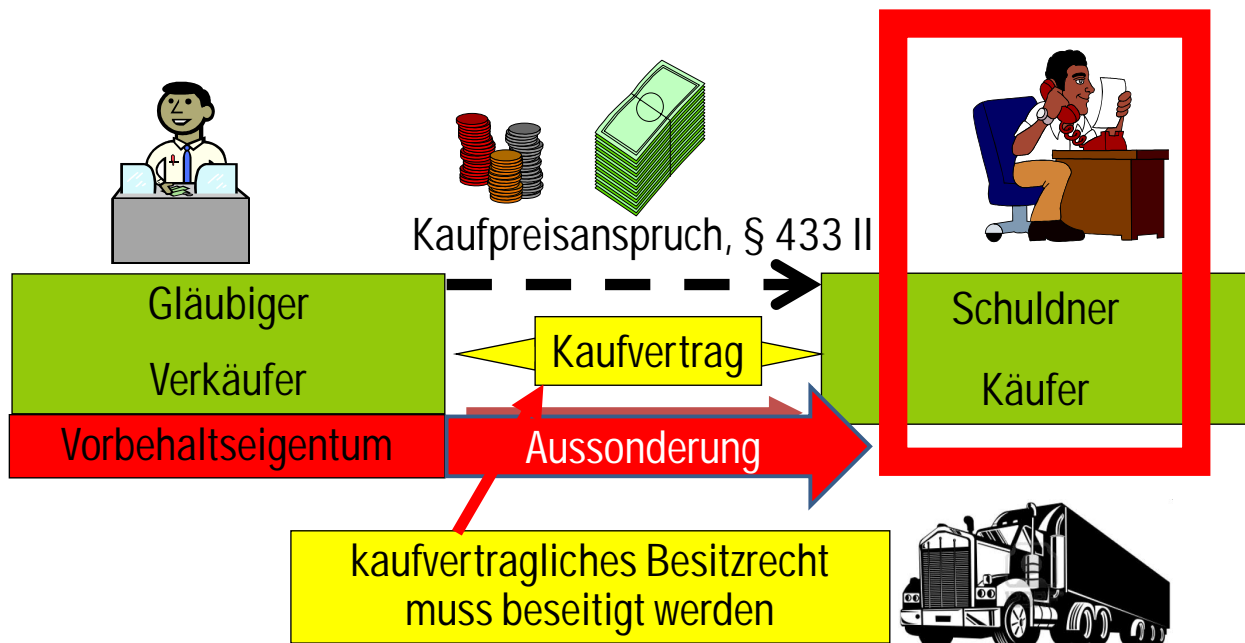 Kaufpreisanspruch, § 433 II
Gläubiger
Verkäufer
Kaufvertrag
Schuldner
Käufer
Vorbehaltseigentum
Aussonderung
kaufvertragliches Besitzrecht
muss beseitigt werden